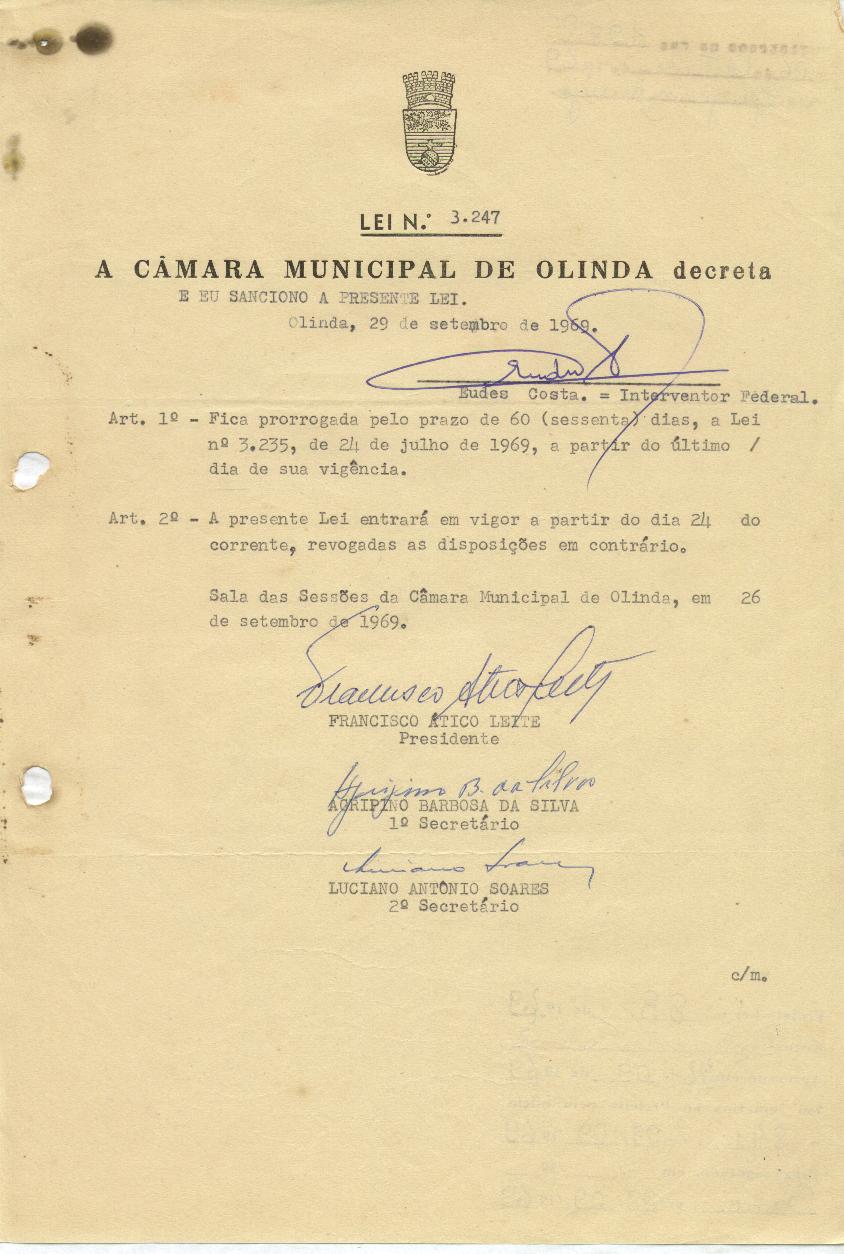 LEI N.º 3.247
A CÂMARA MUNICIPAL DE OLINDA decreta
E EU SANCIONO A PRESENTE LEI.
Olinda, 29 de setembro de 1969.
Eudes Costa. = Interventor Federal.
Art. 1º - Fica prorrogada pelo prazo de 60 (sessenta) dias, a Lei
nº 3.235, de 24 de julho de 1969, a partir do último /
dia de sua vigência.
Art. 2º - A presente Lei entrará em vigor a partir do dia 24 do
corrente, revogadas as disposições em contrário.
Sala das Sessões da Câmara Municipal de Olinda, em 26
de setembro de 1969.
Francisco Ático Leite
FRANCISCO ÁTICO LEITE
Presidente
Agripino B. da Silva
AGRIPINO BARBOSA DA SILVA
1º Secretário
Luciano Soares
LUCIANO ANTÔNIO SOARES
2º Secretário
c/m.